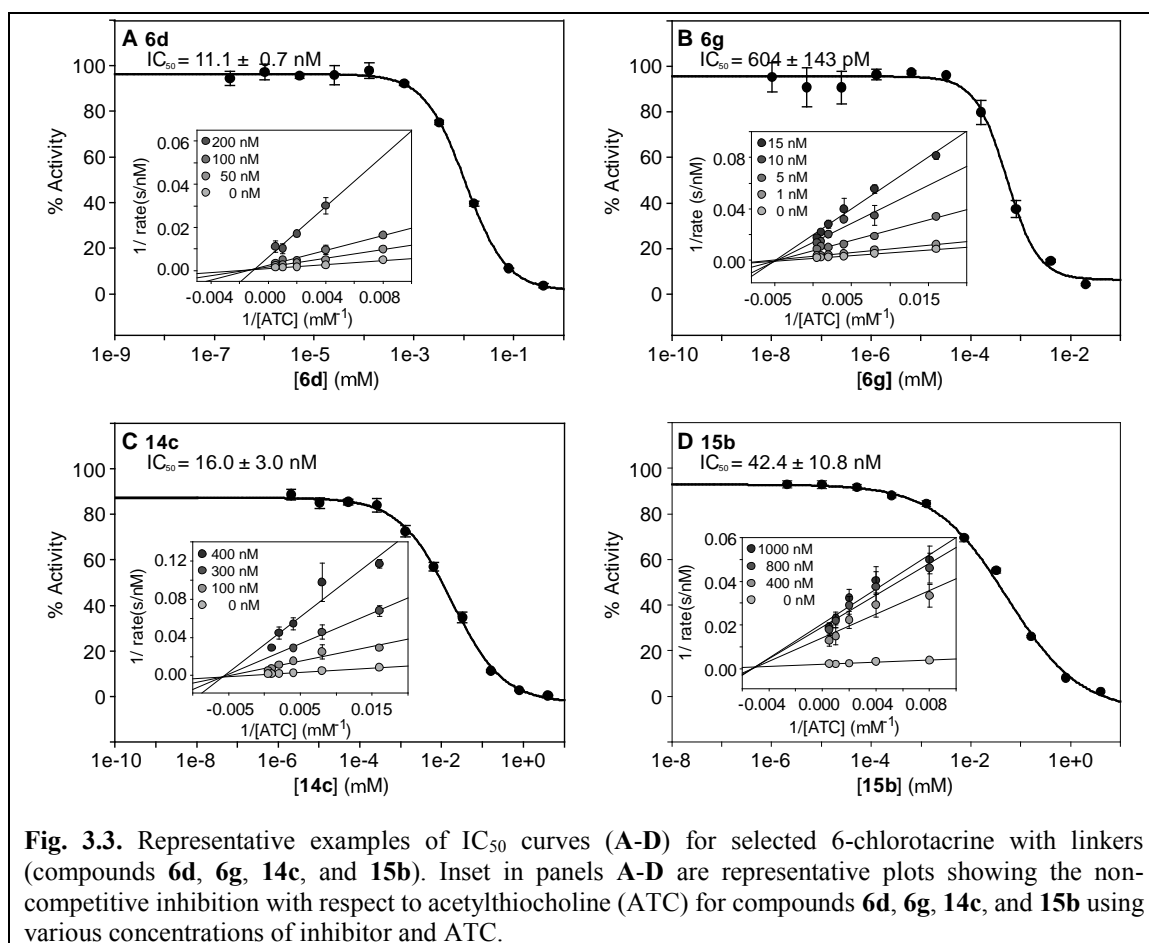 A 6d
IC₅₀ = 11.1 ± 0.7 nM
100
80
60
40
20
0
% Activity
200 nM
100 nM
50 nM
0 nM
0.06
0.04
0.02
0.00
1/ rate(s/nM)
-0.004 0.000 0.004 0.008
1/[ATC] (mM⁻¹)
1e-9 1e-7 1e-5 1e-3 1e-1
[6d] (mM)
B 6g
IC₅₀ = 604 ± 143 pM
100
80
60
40
20
0
% Activity
15 nM
10 nM
5 nM
1 nM
0 nM
0.08
0.04
0.00
1/ rate (s/nM)
-0.005 0.005 0.015
1/[ATC] (mM⁻¹)
1e-10 1e-8 1e-6 1e-4 1e-2
[6g] (mM)
C 14c
IC₅₀ = 16.0 ± 3.0 nM
100
80
60
40
20
0
% Activity
400 nM
300 nM
100 nM
0 nM
0.12
0.08
0.04
0.00
1/ rate(s/nM)
-0.005 0.005 0.015
1/[ATC] (mM⁻¹)
1e-10 1e-8 1e-6 1e-4 1e-2 1e+0
[14c] (mM)
D 15b
IC₅₀ = 42.4 ± 10.8 nM
100
80
60
40
20
0
% Activity
1000 nM
800 nM
400 nM
0 nM
0.06
0.04
0.02
0.00
1/ rate(s/nM)
-0.004 0.000 0.004 0.008
1/[ATC] (mM⁻¹)
1e-8 1e-6 1e-4 1e-2 1e+0
[15b] (mM)
Fig. 3.3. Representative examples of IC₅₀ curves (A-D) for selected 6-chlorotacrine with linkers
(compounds 6d, 6g, 14c, and 15b). Inset in panels A-D are representative plots showing the non-
competitive inhibition with respect to acetylthiocholine (ATC) for compounds 6d, 6g, 14c, and 15b using
various concentrations of inhibitor and ATC.